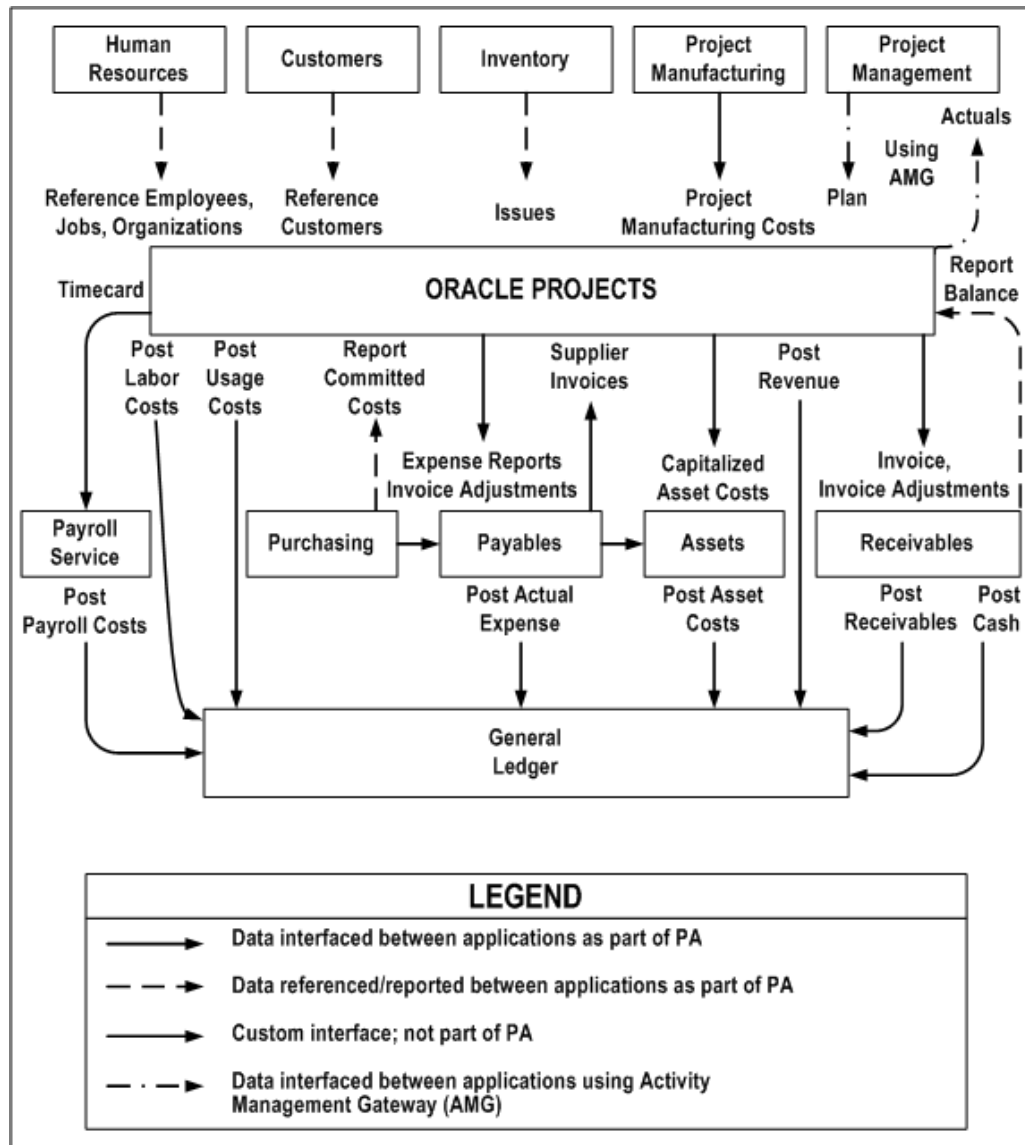 Human
Resources
Customers
Inventory
Project
Manufacturing
Project
Management
Actuals
Using
AMG
Reference Employees,
Jobs, Organizations
Reference
Customers
Issues
Project
Manufacturing Costs
Plan
Timecard
ORACLE PROJECTS
Report
Balance
Post
Labor
Costs
Post
Usage
Costs
Report
Committed
Costs
Supplier
Invoices
Post
Revenue
Expense Reports
Invoice Adjustments
Capitalized
Asset Costs
Invoice,
Invoice Adjustments
Payroll
Service
Purchasing
Payables
Assets
Receivables
Post
Payroll Costs
Post Actual
Expense
Post Asset
Costs
Post
Receivables
Post
Cash
General
Ledger
LEGEND
Data interfaced between applications as part of PA
Data referenced/reported between applications as part of PA
Custom interface; not part of PA
Data interfaced between applications using Activity
Management Gateway (AMG)